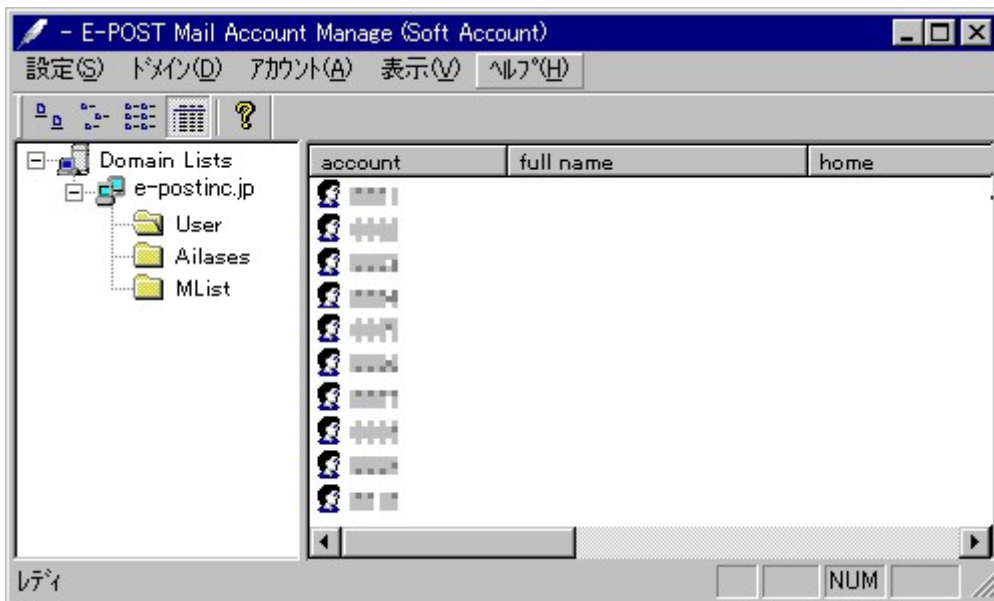 - E-POST Mail Account Manage (Soft Account)
設定(S) ﾄﾞﾒｲﾝ(D) ｱｶｳﾝﾄ(A) 表示(V) ﾍﾙﾌﾟ(H)
Domain Lists
e-postinc.jp
User
Ailases
MList
account full name home
ﾚﾃﾞｨ NUM